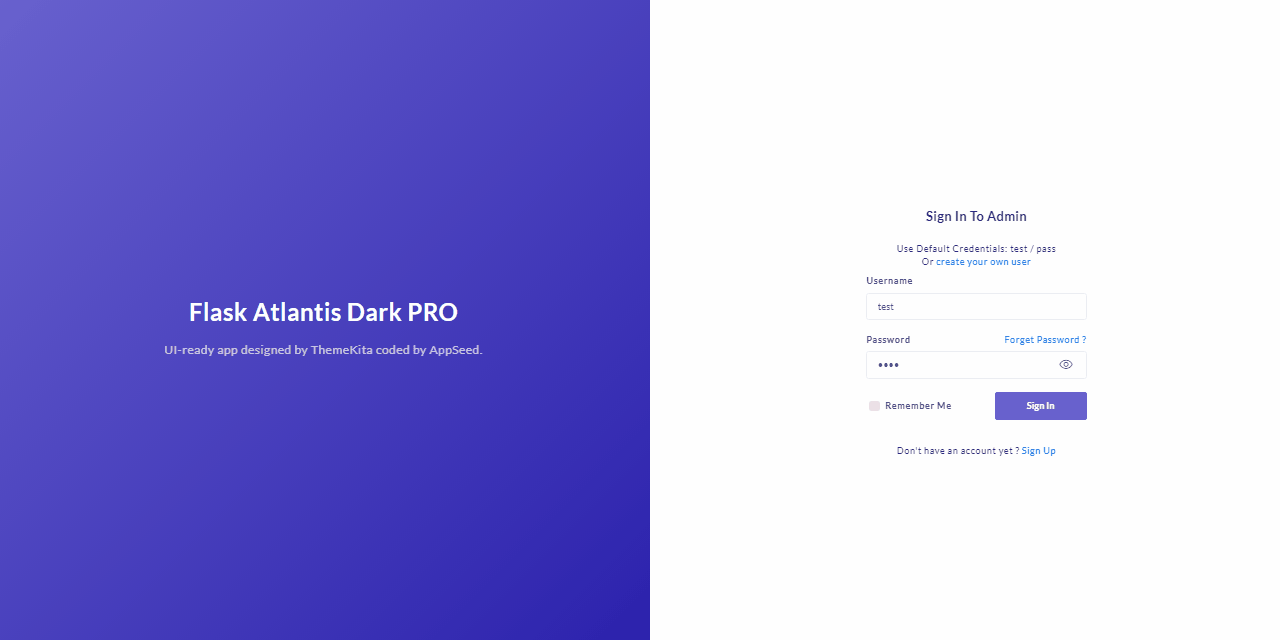 Flask Atlantis Dark PRO
UI-ready app designed by ThemeKita coded by AppSeed.
Sign In To Admin
Use Default Credentials: test / pass
Or create your own user
Username
test
Password Forget Password ?
••••
Remember Me Sign In
Don't have an account yet ? Sign Up